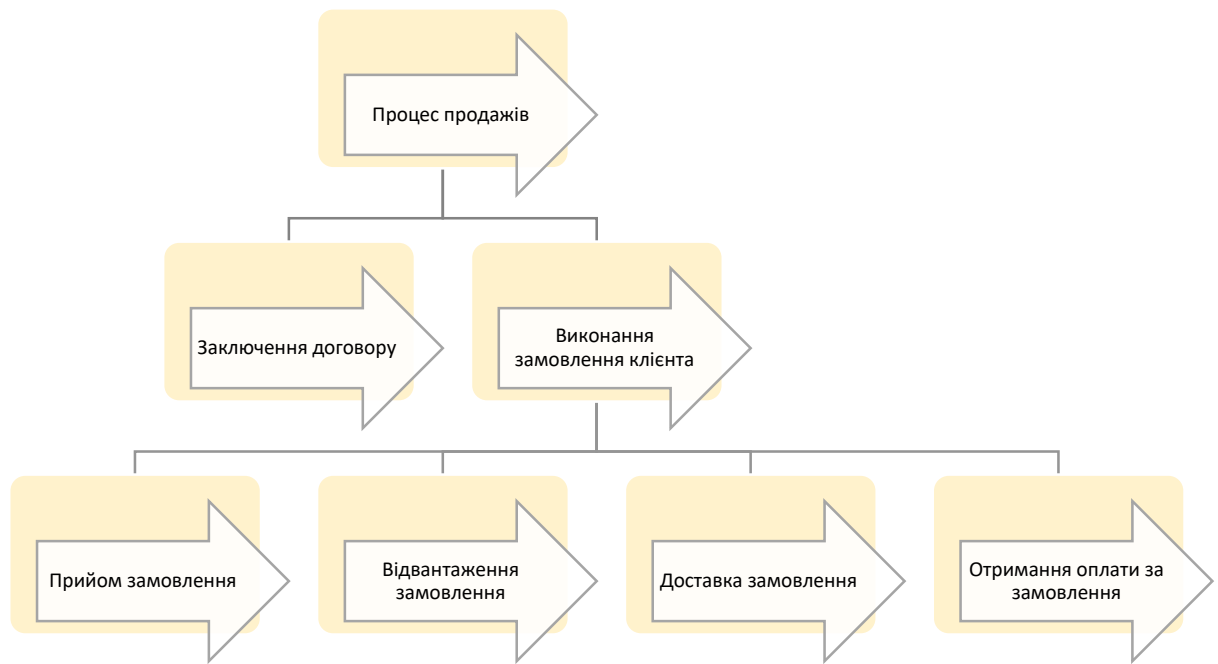 Процес продажів
Заключення договору
Виконання
замовлення клієнта
Прийом замовлення
Відвантаження
замовлення
Доставка замовлення
Отримання оплати за
замовлення